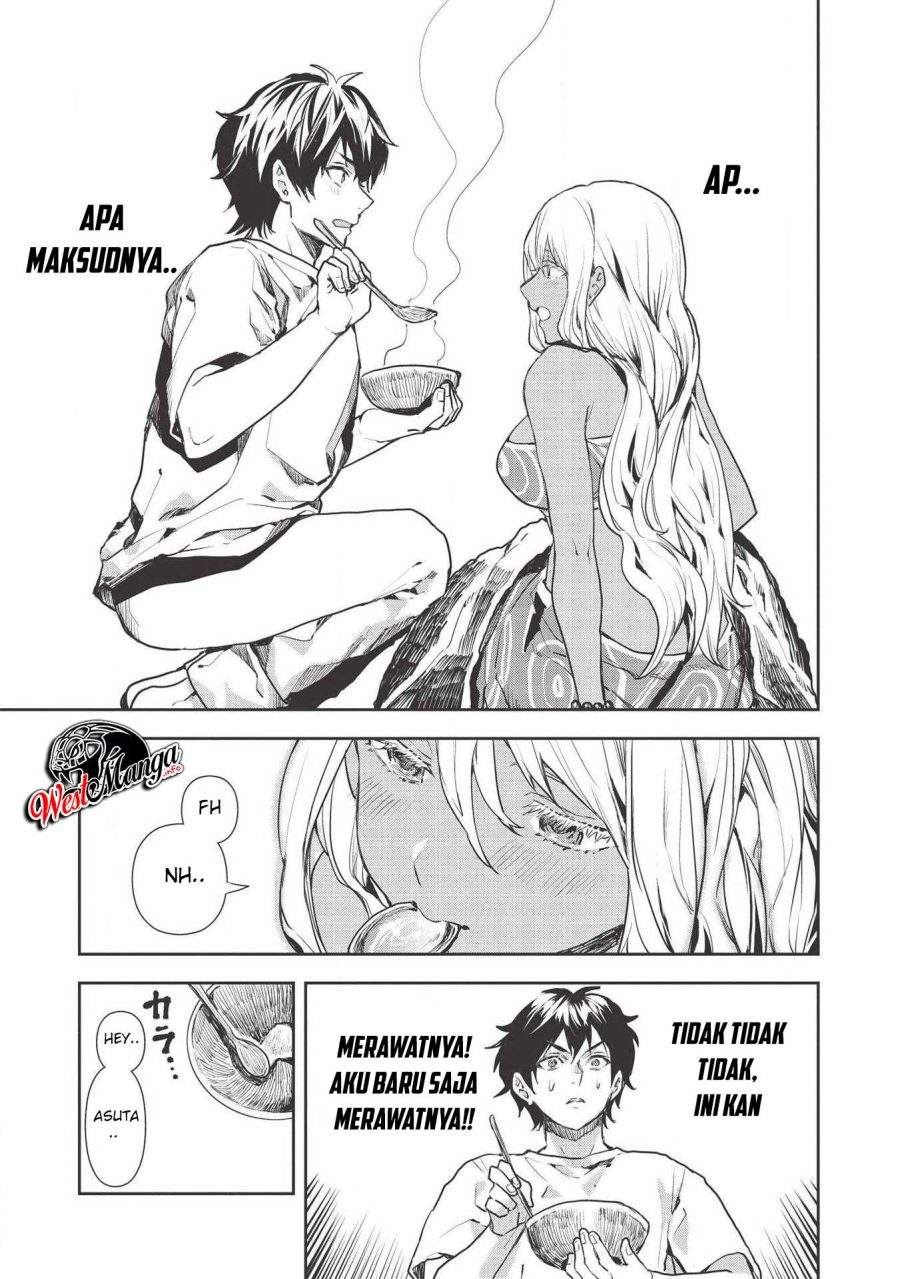 AP...
APA
MAKSUDNYA..
WestManga
.info
FH
NH..
TIDAK TIDAK
TIDAK,
INI KAN
MERAWATNYA!
AKU BARU SAJA
MERAWATNYA!!
カラ...
HEY..
ASUTA
..